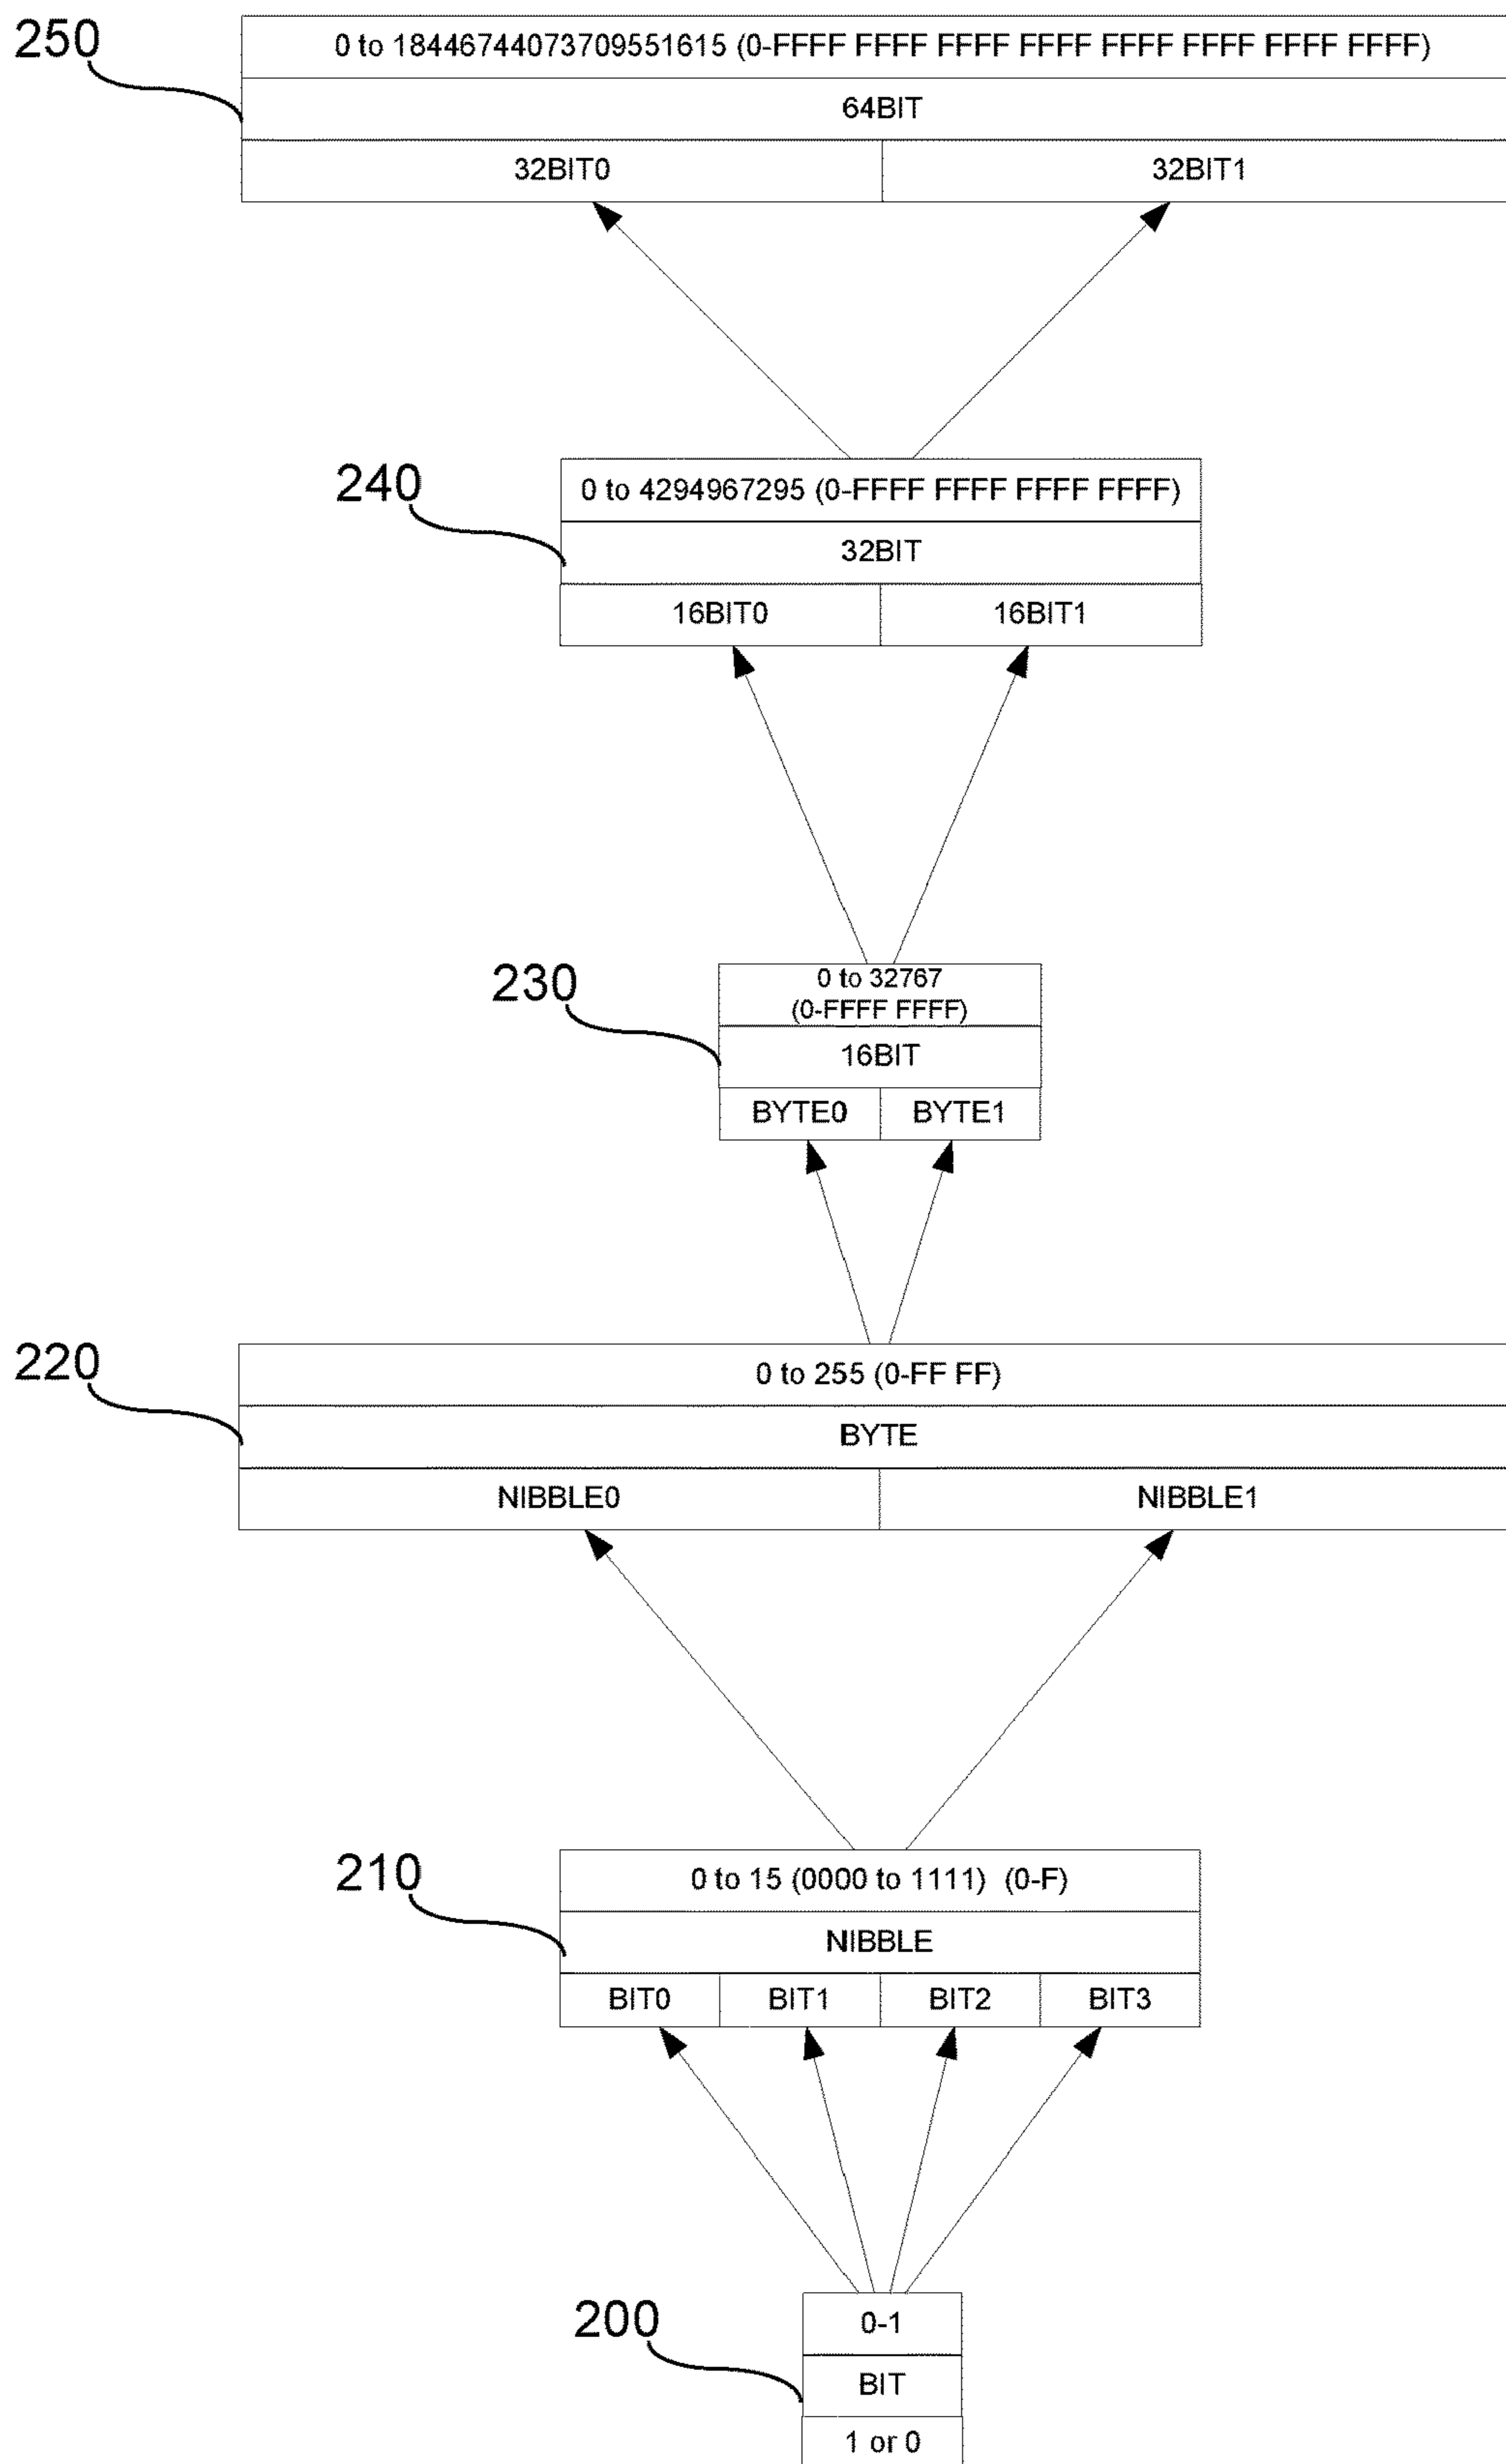 250
0 to 18446744073709551615 (0-FFFF FFFF FFFF FFFF FFFF FFFF FFFF FFFF)
64BIT
32BIT0 32BIT1
240
0 to 4294967295 (0-FFFF FFFF FFFF FFFF)
32BIT
16BIT0 16BIT1
230
0 to 32767
(0-FFFF FFFF)
16BIT
BYTE0 BYTE1
220
0 to 255 (0-FF FF)
BYTE
NIBBLE0 NIBBLE1
210
0 to 15 (0000 to 1111) (0-F)
NIBBLE
BIT0 BIT1 BIT2 BIT3
200
0-1
BIT
1 or 0